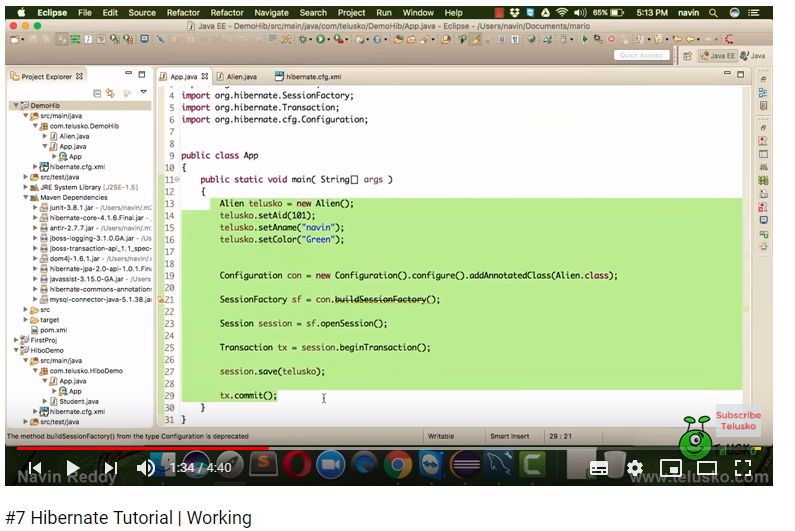 Eclipse File Edit Source Refactor Refactor Navigate Search Project Run Window Help 65% 5:13 PM navin
Java EE - DemoHib/src/main/java/com/telusko/DemoHib/App.java - Eclipse - /Users/navin/Documents/mario
Quick Access Java EE Java
Project Explorer
App.java Alien.java hibernate.cfg.xml
DemoHib
src/main/java
com.telusko.DemoHib
Alien.java
App.java
App
hibernate.cfg.xml
src/test/java
JRE System Library [J2SE-1.5]
Maven Dependencies
junit-3.8.1.jar - /Users/navin/.m
hibernate-core-4.1.6.Final.jar -
antlr-2.7.7.jar - /Users/navin/.m2
jboss-logging-3.1.0.GA.jar - /Us
jboss-transaction-api_1.1_spec-
dom4j-1.6.1.jar - /Users/navin/.
hibernate-jpa-2.0-api-1.0.1.Fin
javassist-3.15.0-GA.jar - /Users
hibernate-commons-annotation
mysql-connector-java-5.1.38.ja
src
target
pom.xml
FirstProj
HiboDemo
src/main/java
com.telusko.HiboDemo
App.java
App
Student.java
hibernate.cfg.xml
src/test/java
4 import org.hibernate.SessionFactory;
5 import org.hibernate.Transaction;
6 import org.hibernate.cfg.Configuration;
7
8
9 public class App
10 {
11 public static void main( String[] args )
12 {
13 Alien telusko = new Alien();
14 telusko.setAid(101);
15 telusko.setAname("navin");
16 telusko.setColor("Green");
17
18
19 Configuration con = new Configuration().configure().addAnnotatedClass(Alien.class);
20
21 SessionFactory sf = con.buildSessionFactory();
22
23 Session session = sf.openSession();
24
25 Transaction tx = session.beginTransaction();
26
27 session.save(telusko);
28
29 tx.commit();
30 }
31 }
Subscribe
Telusko
TelUSKo
The method buildSessionFactory() from the type Configuration is deprecated Writable Smart Insert 29 : 21
1:34 / 4:40
Navin Reddy www.telusko.com
#7 Hibernate Tutorial | Working